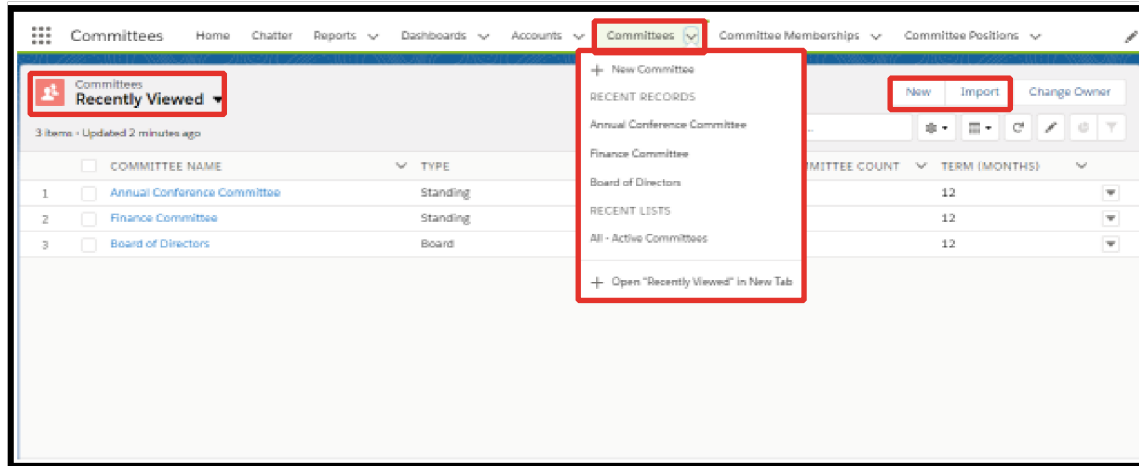 Committees Home Chatter Reports Dashboards Accounts Committees Committee Memberships Committee Positions
Committees
Recently Viewed
New Import Change Owner
3 items • Updated 2 minutes ago
COMMITTEE NAME TYPE COUNT TERM (MONTHS)
1 Annual Conference Committee Standing 12
2 Finance Committee Standing 12
3 Board of Directors Board 12
+ New Committee
RECENT RECORDS
Annual Conference Committee
Finance Committee
Board of Directors
RECENT LISTS
All - Active Committees
+ Open "Recently Viewed" in New Tab